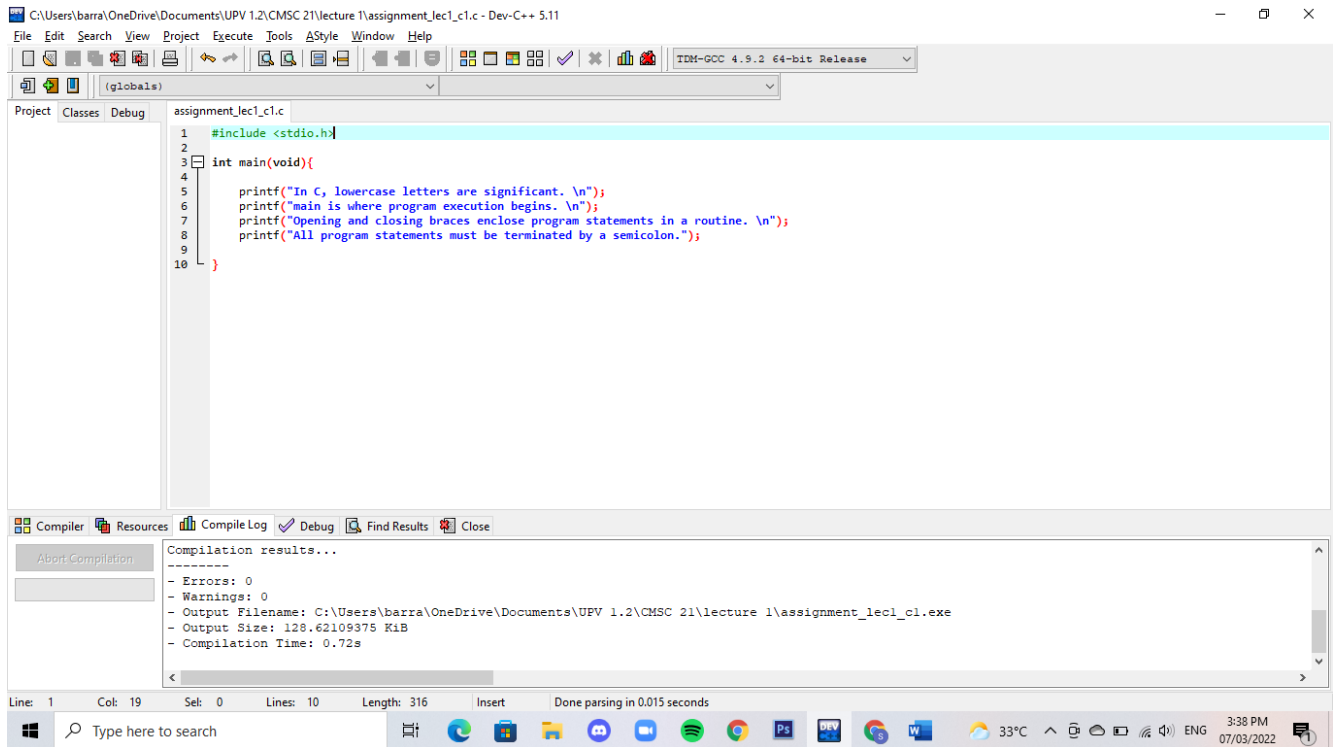 C:\Users\barra\OneDrive\Documents\UPV 1.2\CMSC 21\lecture 1\assignment_lec1_c1.c - Dev-C++ 5.11
File Edit Search View Project Execute Tools AStyle Window Help
TDM-GCC 4.9.2 64-bit Release
(globals)
Project Classes Debug
assignment_lec1_c1.c
1 #include <stdio.h>
2
3 int main(void){
4
5 printf("In C, lowercase letters are significant. \n");
6 printf("main is where program execution begins. \n");
7 printf("Opening and closing braces enclose program statements in a routine. \n");
8 printf("All program statements must be terminated by a semicolon.");
9
10 }
Compiler Resources Compile Log Debug Find Results Close
Abort Compilation
Compilation results...
--------
- Errors: 0
- Warnings: 0
- Output Filename: C:\Users\barra\OneDrive\Documents\UPV 1.2\CMSC 21\lecture 1\assignment_lec1_c1.exe
- Output Size: 128.62109375 KiB
- Compilation Time: 0.72s
Line: 1 Col: 19 Sel: 0 Lines: 10 Length: 316 Insert Done parsing in 0.015 seconds
Type here to search
Ps
DEV
S
W
33°C
ENG
3:38 PM
07/03/2022
1